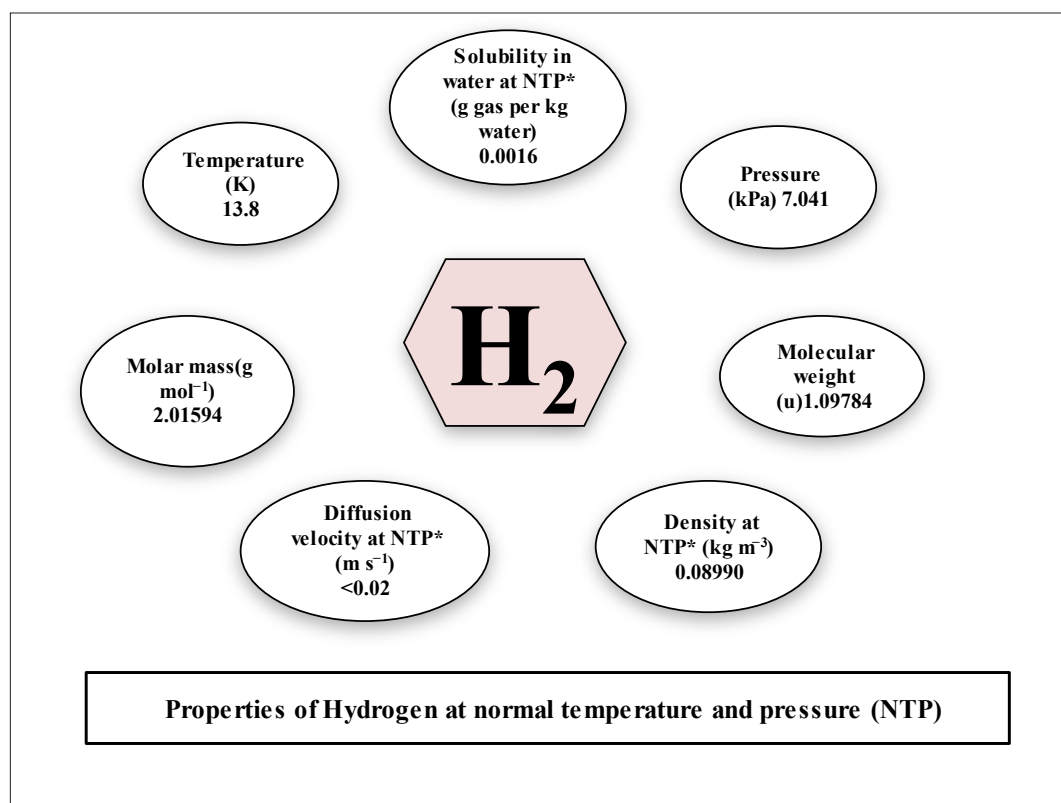 Solubility in
water at NTP*
(g gas per kg
water)
0.0016
Temperature
(K)
13.8
Pressure
(kPa) 7.041
H₂
Molar mass(g
mol⁻¹)
2.01594
Molecular
weight
(u)1.09784
Diffusion
velocity at NTP*
(m s⁻¹)
<0.02
Density at
NTP* (kg m⁻³)
0.08990
Properties of Hydrogen at normal temperature and pressure (NTP)